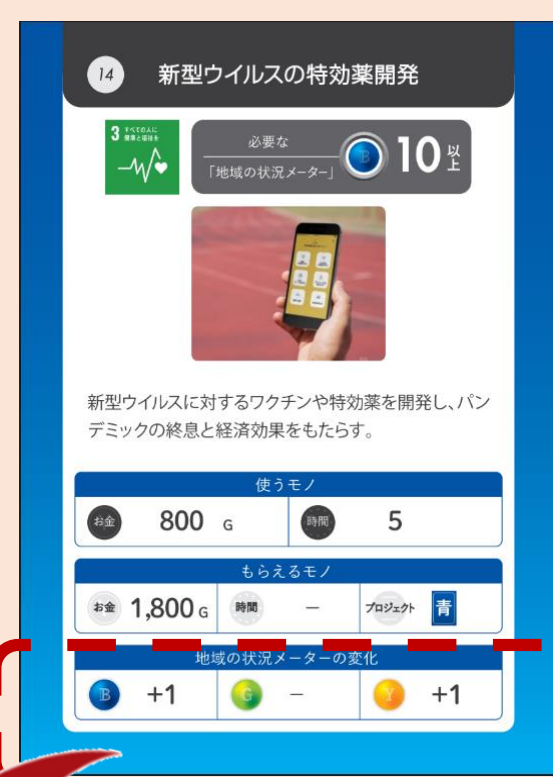 14 新型ウイルスの特効薬開発
3 すべての人に
健康と福祉を
必要な
「地域の状況メーター」
B 10 以上
新型ウイルスに対するワクチンや特効薬を開発し、パン
デミックの終息と経済効果をもたらす。
使うモノ
お金 800 G 時間 5
もらえるモノ
お金 1,800 G 時間 − プロジェクト 青
地域の状況メーターの変化
B +1 G − Y +1